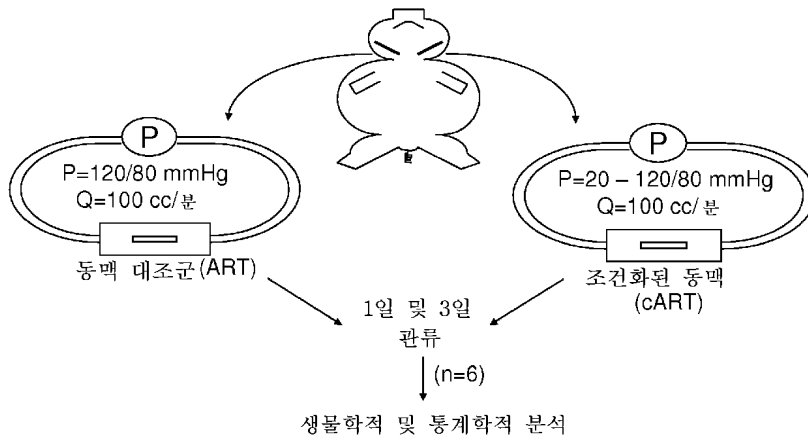 P
P=120/80 mmHg
Q=100 cc/분
동맥 대조군(ART)
P
P=20 – 120/80 mmHg
Q=100 cc/분
조건화된 동맥
(cART)
1일 및 3일
관류
(n=6)
생물학적 및 통계학적 분석